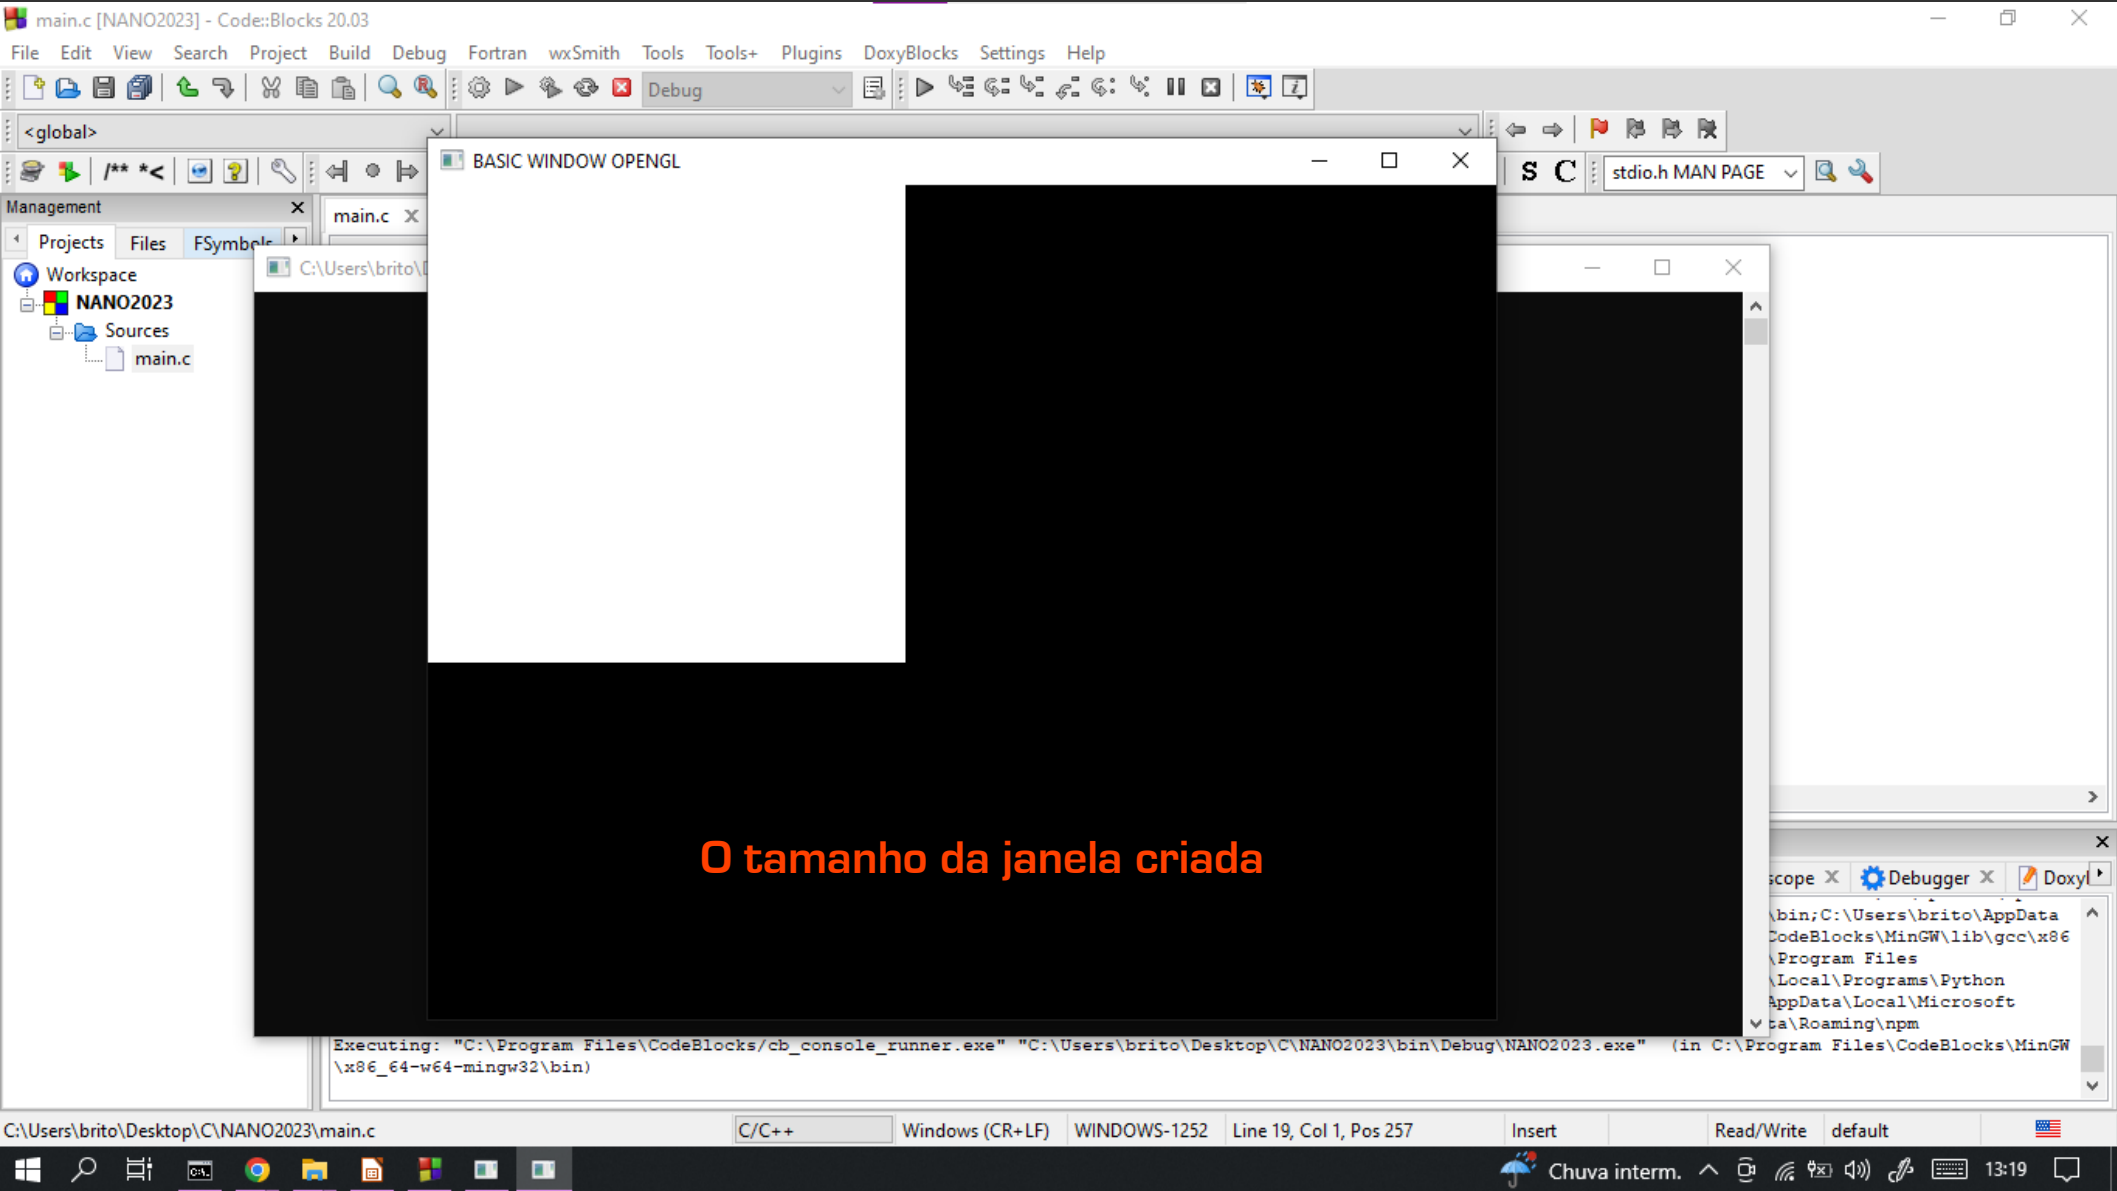 main.c [NANO2023] - Code::Blocks 20.03
File Edit View Search Project Build Debug Fortran wxSmith Tools Tools+ Plugins DoxyBlocks Settings Help
Debug
<global>
BASIC WINDOW OPENGL
/** *< S C stdio.h MAN PAGE
Management
main.c
Projects Files FSymbols
C:\Users\brito\D
Workspace
NANO2023
Sources
main.c
O tamanho da janela criada
scope Debugger Doxyl
\bin;C:\Users\brito\AppData
CodeBlocks\MinGW\lib\gcc\x86
\Program Files
\Local\Programs\Python
AppData\Local\Microsoft
ta\Roaming\npm
Executing: "C:\Program Files\CodeBlocks/cb_console_runner.exe" "C:\Users\brito\Desktop\C\NANO2023\bin\Debug\NANO2023.exe" (in C:\Program Files\CodeBlocks\MinGW
\x86_64-w64-mingw32\bin)
C:\Users\brito\Desktop\C\NANO2023\main.c C/C++ Windows (CR+LF) WINDOWS-1252 Line 19, Col 1, Pos 257 Insert Read/Write default
Chuva interm. 13:19